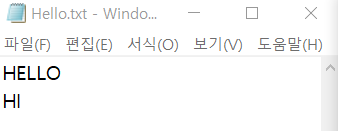 Hello.txt - Windo...
파일(F) 편집(E) 서식(O) 보기(V) 도움말(H)
HELLO
HI